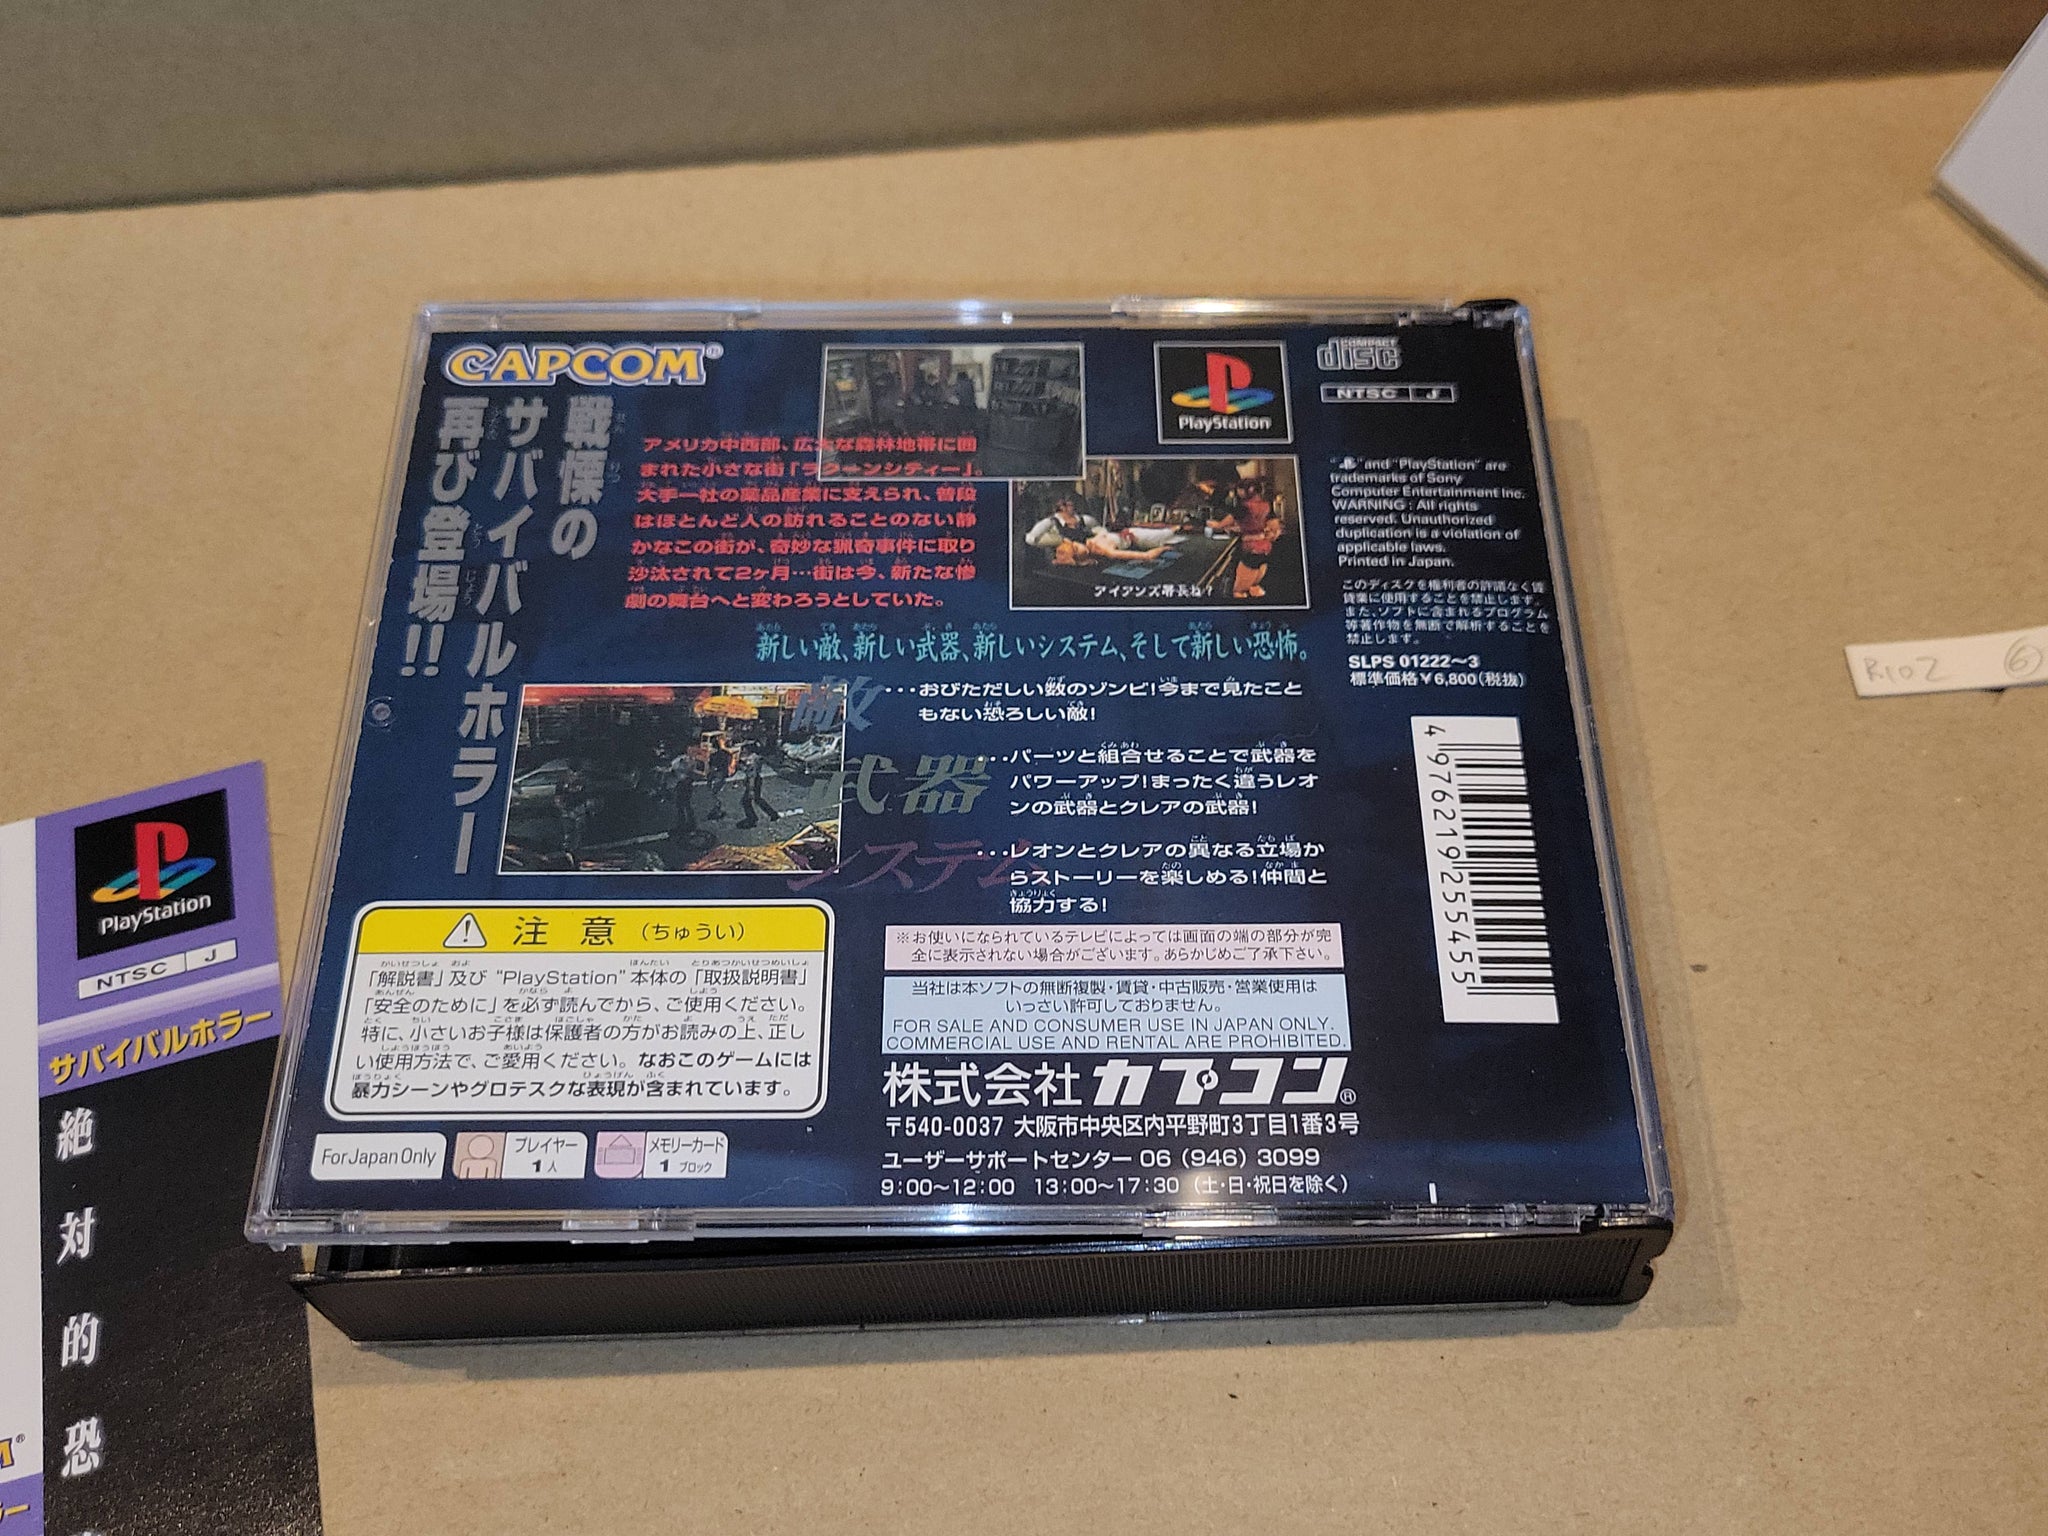 CAPCOM®
戦慄の
サバイバルホラー
再び登場!!
アメリカ中西部、広大な森林地帯に囲
まれた小さな街「ラクーンシティー」。
大手一社の薬品産業に支えられ、普段
はほとんど人の訪れることのない静
かなこの街が、奇妙な猟奇事件に取り
沙汰されて2ヶ月…街は今、新たな惨
劇の舞台へと変わろうとしていた。
アイアンズ署長ね?
新しい敵、新しい武器、新しいシステム、そして新しい恐怖。
敵
…おびただしい数のゾンビ!今まで見たこと
もない恐ろしい敵!
武器
…パーツと組合せることで武器を
パワーアップ!まったく違うレオ
ンの武器とクレアの武器!
システム
…レオンとクレアの異なる立場か
らストーリーを楽しめる!仲間と
協力する!
PlayStation
COMPACT
disc
NTSC J
"PS" and "PlayStation" are
trademarks of Sony
Computer Entertainment Inc.
WARNING : All rights
reserved. Unauthorized
duplication is a violation of
applicable laws.
Printed in Japan.
このディスクを権利者の許諾なく賃
貸業に使用することを禁止します。
また、ソフトに含まれるプログラム
等著作物を無断で解析することを
禁止します。
SLPS 01222〜3
標準価格¥6,800(税抜)
4976219255455
注意(ちゅうい)
「解説書」及び"PlayStation"本体の「取扱説明書」
「安全のために」を必ず読んでから、ご使用ください。
特に、小さいお子様は保護者の方がお読みの上、正し
い使用方法で、ご愛用ください。なおこのゲームには
暴力シーンやグロテスクな表現が含まれています。
For Japan Only
プレイヤー
1人
メモリーカード
1ブロック
※お使いになられているテレビによっては画面の端の部分が完
全に表示されない場合がございます。あらかじめご了承下さい。
当社は本ソフトの無断複製・賃貸・中古販売・営業使用は
いっさい許可しておりません。
FOR SALE AND CONSUMER USE IN JAPAN ONLY.
COMMERCIAL USE AND RENTAL ARE PROHIBITED.
株式会社カプコン®
〒540-0037 大阪市中央区内平野町3丁目1番3号
ユーザーサポートセンター 06(946)3099
9:00〜12:00 13:00〜17:30(土・日・祝日を除く)
PlayStation
NTSC J
サバイバルホラー
絶対的恐
R102 ⑥